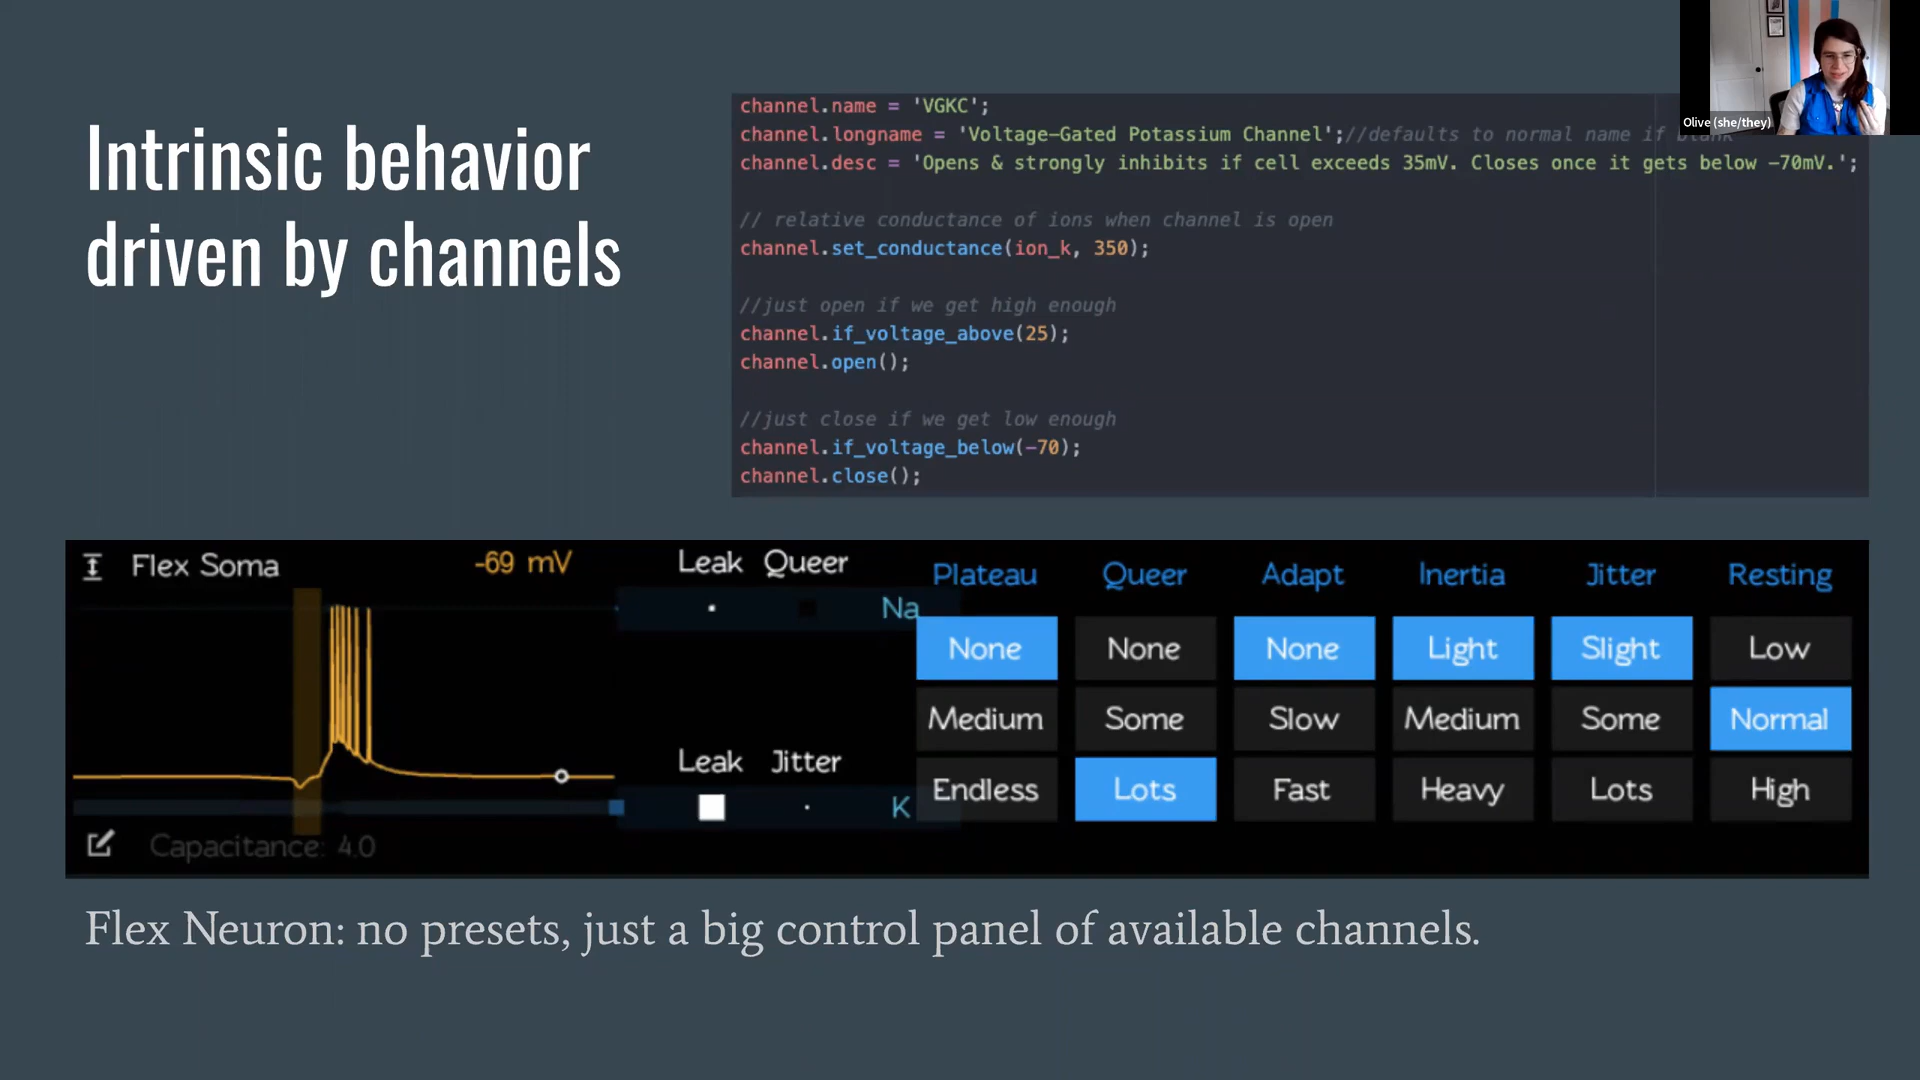 Intrinsic behavior
driven by channels
channel.name = 'VGKC';
channel.longname = 'Voltage-Gated Potassium Channel';//defaults to normal name if blank
channel.desc = 'Opens & strongly inhibits if cell exceeds 35mV. Closes once it gets below -70mV.';
// relative conductance of ions when channel is open
channel.set_conductance(ion_k, 350);
//just open if we get high enough
channel.if_voltage_above(25);
channel.open();
//just close if we get low enough
channel.if_voltage_below(-70);
channel.close();
Olive (she/they)
Flex Soma -69 mV
Leak Queer
Na
Leak Jitter
K
Capacitance: 4.0
Plateau Queer Adapt Inertia Jitter Resting
None None None Light Slight Low
Medium Some Slow Medium Some Normal
Endless Lots Fast Heavy Lots High
Flex Neuron: no presets, just a big control panel of available channels.